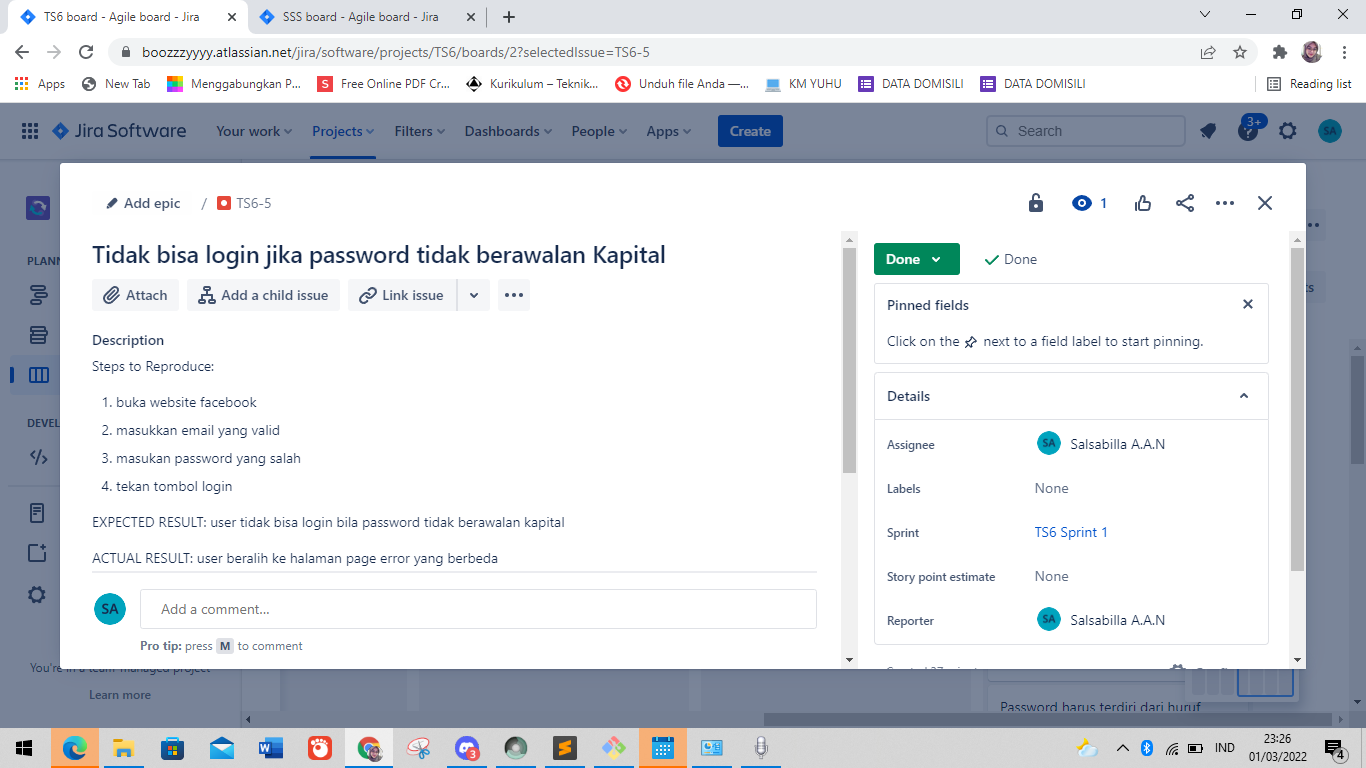 TS6 board - Agile board - Jira
SSS board - Agile board - Jira
boozzzyyyy.atlassian.net/jira/software/projects/TS6/boards/2?selectedIssue=TS6-5
Apps
New Tab
Menggabungkan P...
Free Online PDF Cr...
Kurikulum – Teknik...
Unduh file Anda —...
KM YUHU
DATA DOMISILI
DATA DOMISILI
Reading list
Jira Software
Your work
Projects
Filters
Dashboards
People
Apps
Create
Search
3+
SA
PLANN
DEVEL
Add epic
/
TS6-5
1
Tidak bisa login jika password tidak berawalan Kapital
Attach
Add a child issue
Link issue
Description
Steps to Reproduce:
1. buka website facebook
2. masukkan email yang valid
3. masukan password yang salah
4. tekan tombol login
EXPECTED RESULT: user tidak bisa login bila password tidak berawalan kapital
ACTUAL RESULT: user beralih ke halaman page error yang berbeda
SA
Add a comment...
Pro tip: press M to comment
Done
Done
Pinned fields
Click on the next to a field label to start pinning.
Details
Assignee
SA Salsabilla A.A.N
Labels
None
Sprint
TS6 Sprint 1
Story point estimate
None
Reporter
SA Salsabilla A.A.N
You're in a team-managed project
Learn more
Password harus terdiri dari huruf
3
IND
23:26
01/03/2022
4